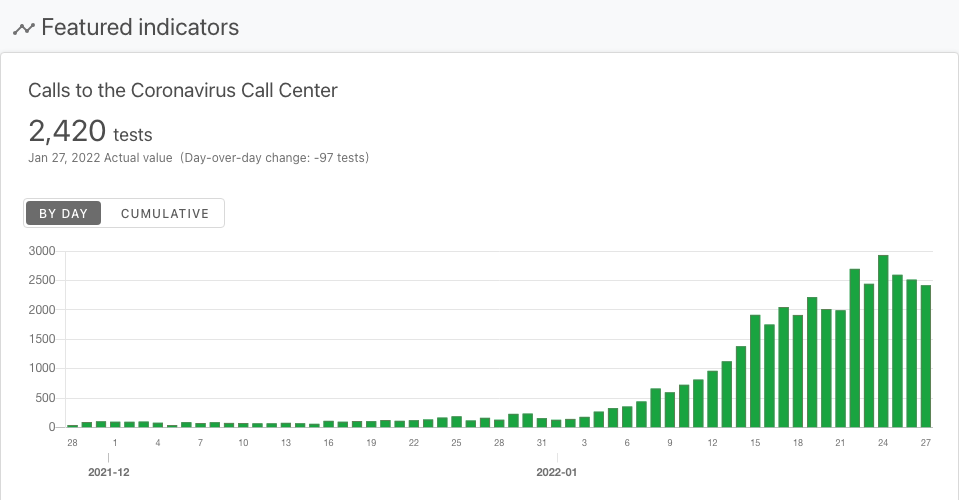 Featured indicators
Calls to the Coronavirus Call Center
2,420 tests
Jan 27, 2022 Actual value (Day-over-day change: -97 tests)
BY DAY CUMULATIVE
3000
2500
2000
1500
1000
500
0
28 1 4 7 10 13 16 19 22 25 28 31 3 6 9 12 15 18 21 24 27
2021-12 2022-01